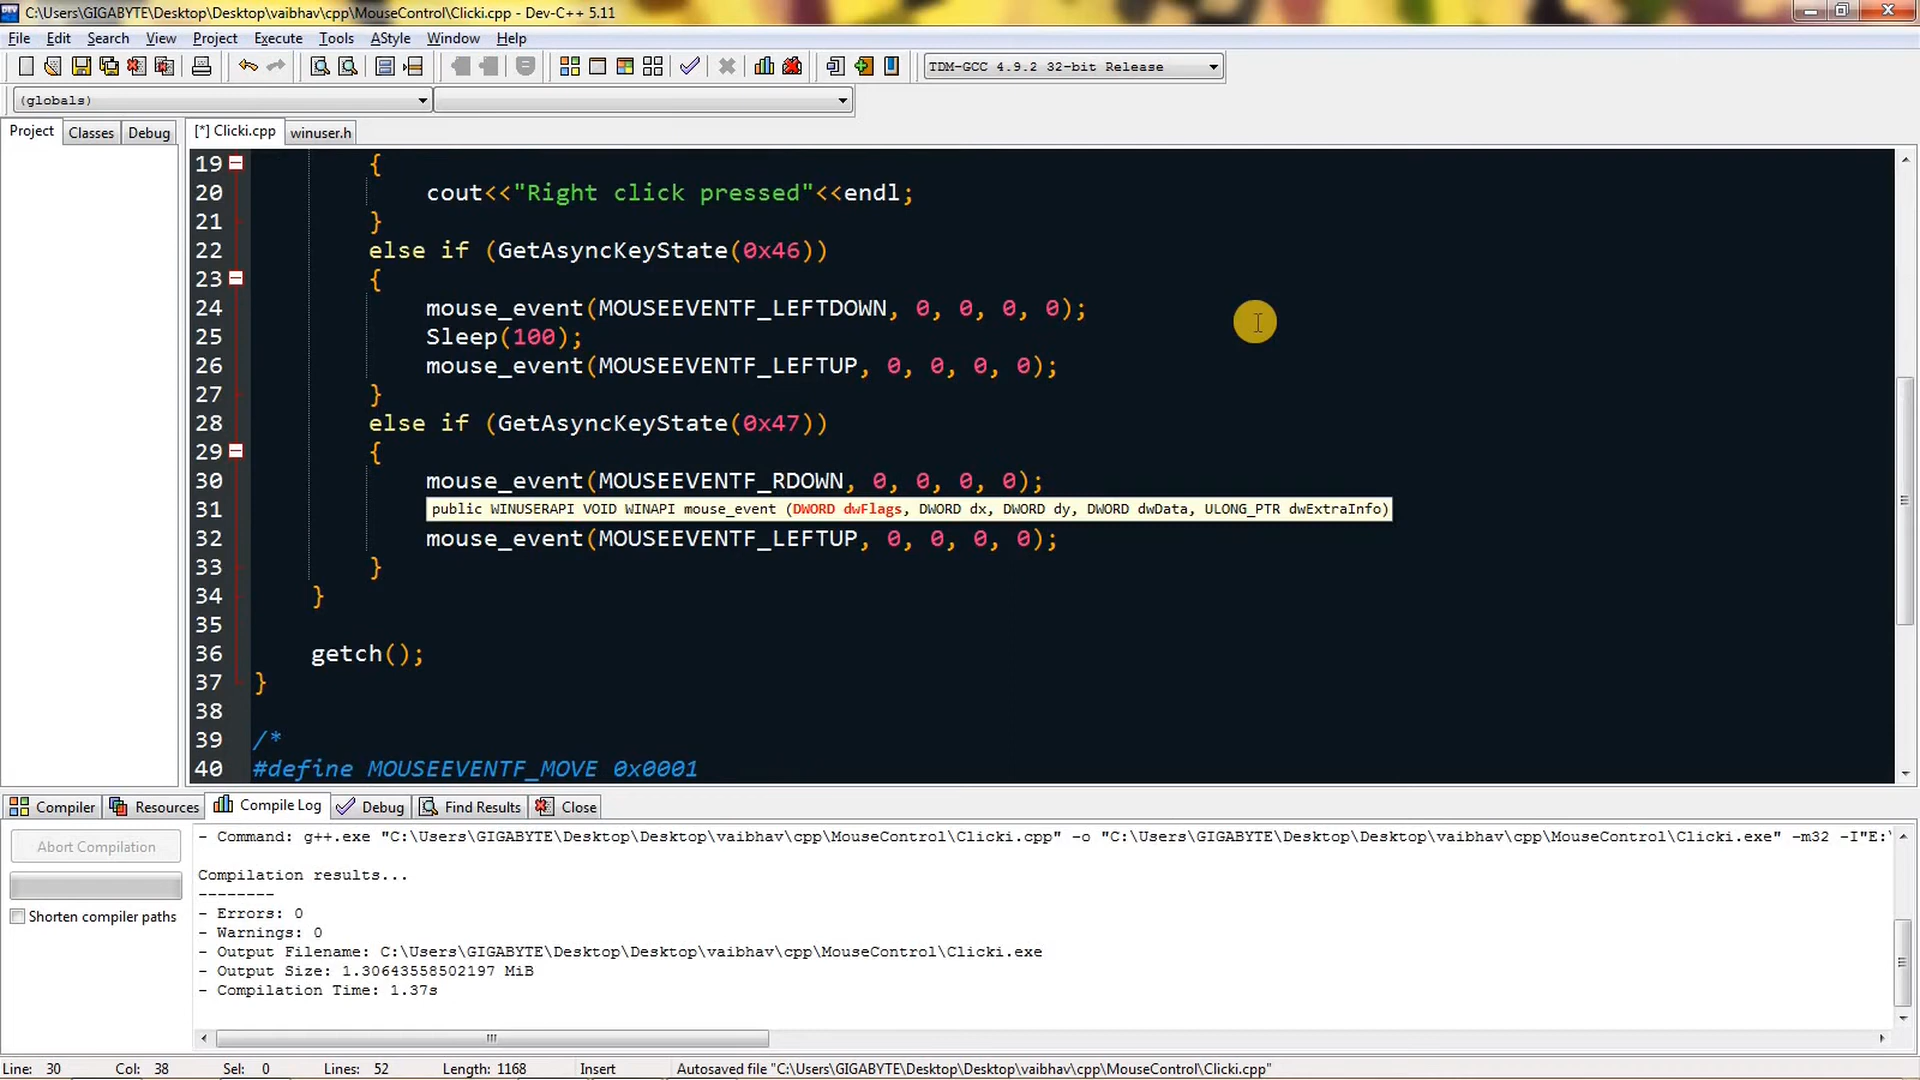 C:\Users\GIGABYTE\Desktop\Desktop\vaibhav\cpp\MouseControl\Clicki.cpp - Dev-C++ 5.11
File Edit Search View Project Execute Tools AStyle Window Help
TDM-GCC 4.9.2 32-bit Release
(globals)
Project Classes Debug [*] Clicki.cpp winuser.h
19 {
20 cout<<"Right click pressed"<<endl;
21 }
22 else if (GetAsyncKeyState(0x46))
23 {
24 mouse_event(MOUSEEVENTF_LEFTDOWN, 0, 0, 0, 0);
25 Sleep(100);
26 mouse_event(MOUSEEVENTF_LEFTUP, 0, 0, 0, 0);
27 }
28 else if (GetAsyncKeyState(0x47))
29 {
30 mouse_event(MOUSEEVENTF_RDOWN, 0, 0, 0, 0);
31 public WINUSERAPI VOID WINAPI mouse_event (DWORD dwFlags, DWORD dx, DWORD dy, DWORD dwData, ULONG_PTR dwExtraInfo)
32 mouse_event(MOUSEEVENTF_LEFTUP, 0, 0, 0, 0);
33 }
34 }
35
36 getch();
37 }
38
39 /*
40 #define MOUSEEVENTF_MOVE 0x0001
Compiler Resources Compile Log Debug Find Results Close
Abort Compilation
Shorten compiler paths
- Command: g++.exe "C:\Users\GIGABYTE\Desktop\Desktop\vaibhav\cpp\MouseControl\Clicki.cpp" -o "C:\Users\GIGABYTE\Desktop\Desktop\vaibhav\cpp\MouseControl\Clicki.exe" -m32 -I"E:\
Compilation results...
--------
- Errors: 0
- Warnings: 0
- Output Filename: C:\Users\GIGABYTE\Desktop\Desktop\vaibhav\cpp\MouseControl\Clicki.exe
- Output Size: 1.30643558502197 MiB
- Compilation Time: 1.37s
Line: 30 Col: 38 Sel: 0 Lines: 52 Length: 1168 Insert Autosaved file "C:\Users\GIGABYTE\Desktop\Desktop\vaibhav\cpp\MouseControl\Clicki.cpp"